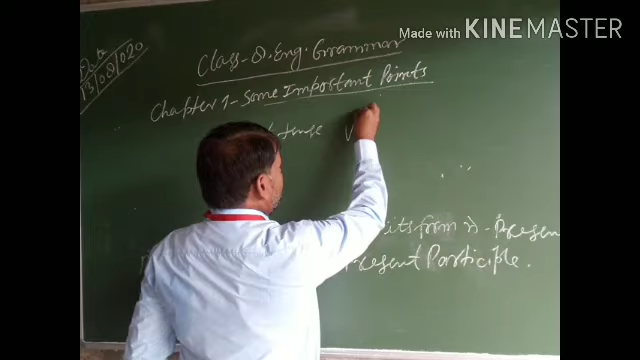 Made with KINEMASTER
Date
13/08/020
Class-8. Eng. Grammar
Chapter 1-Some Important Points
tense V
its form is - Presen
Present Participle.